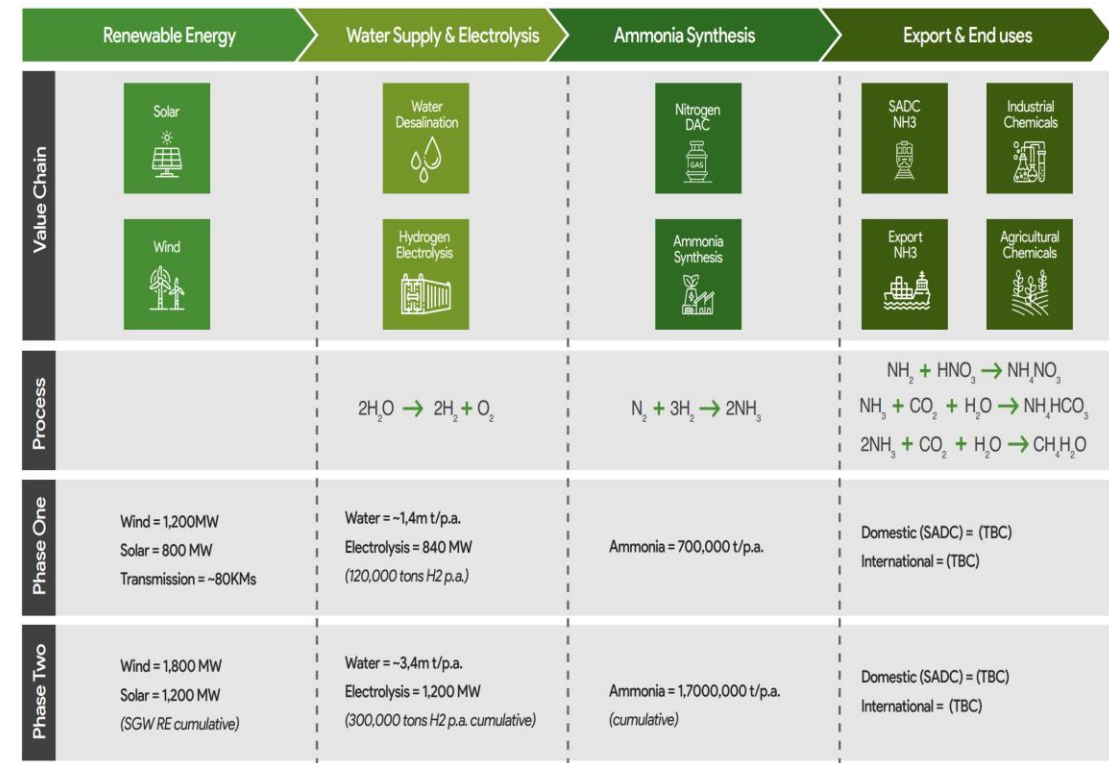 Renewable Energy
Water Supply & Electrolysis
Ammonia Synthesis
Export & End uses
Value Chain
Solar
Water
Desalination
Nitrogen
DAC
GAS
SADC
NH3
Industrial
Chemicals
Wind
Hydrogen
Electrolysis
Ammonia
Synthesis
Export
NH3
Agricultural
Chemicals
Process
2H₂O → 2H₂ + O₂
N₂ + 3H₂ → 2NH₃
NH₂ + HNO₃ → NH₄NO₃
NH₃ + CO₂ + H₂O → NH₄HCO₃
2NH₃ + CO₂ + H₂O → CH₄H₂O
Phase One
Wind = 1,200MW
Solar = 800 MW
Transmission = ~80KMs
Water = ~1,4m t/p.a.
Electrolysis = 840 MW
(120,000 tons H2 p.a.)
Ammonia = 700,000 t/p.a.
Domestic (SADC) = (TBC)
International = (TBC)
Phase Two
Wind = 1,800 MW
Solar = 1,200 MW
(SGW RE cumulative)
Water = ~3,4m t/p.a.
Electrolysis = 1,200 MW
(300,000 tons H2 p.a. cumulative)
Ammonia = 1,7000,000 t/p.a.
(cumulative)
Domestic (SADC) = (TBC)
International = (TBC)